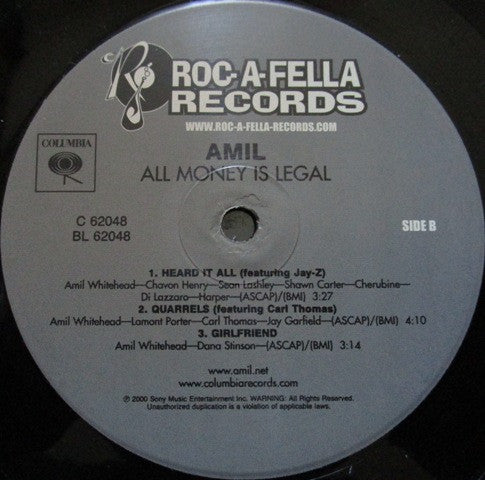 ROC-A-FELLA
RECORDS
WWW.ROC-A-FELLA-RECORDS.COM
COLUMBIA
AMIL
ALL MONEY IS LEGAL
C 62048
BL 62048
SIDE B
1. HEARD IT ALL (featuring Jay-Z)
Amil Whitehead—Chavon Henry—Sean Lashley—Shawn Carter—Cherubine—
Di Lazzaro—Harper—(ASCAP)/(BMI) 3:27
2. QUARRELS (featuring Carl Thomas)
Amil Whitehead—Lamont Porter—Carl Thomas—Jay Garfield—(ASCAP)/(BMI) 4:10
3. GIRLFRIEND
Amil Whitehead—Dana Stinson—(ASCAP)/(BMI) 3:14
www.amil.net
www.columbiarecords.com
℗ 2000 Sony Music Entertainment Inc. WARNING: All Rights Reserved.
Unauthorized duplication is a violation of applicable laws.